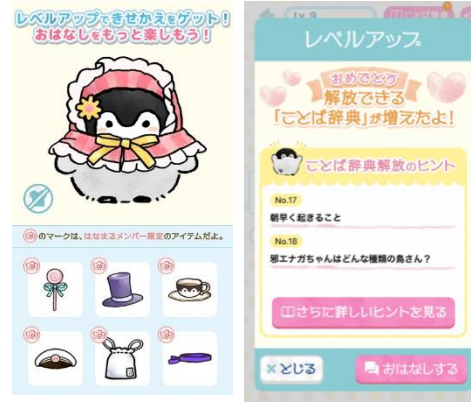 レベルアップできせかえをゲット!
おはなしをもっと楽しもう!
のマークは、はなまるメンバー限定のアイテムだよ。
Lv.9
レベルアップ
おめでとう
解放できる
「ことば辞典」が増えたよ!
ことば辞典解放のヒント
No.17
朝早く起きること
No.18
邪エナガちゃんはどんな種類の鳥さん?
さらに詳しいヒントを見る
×とじる
おはなしする